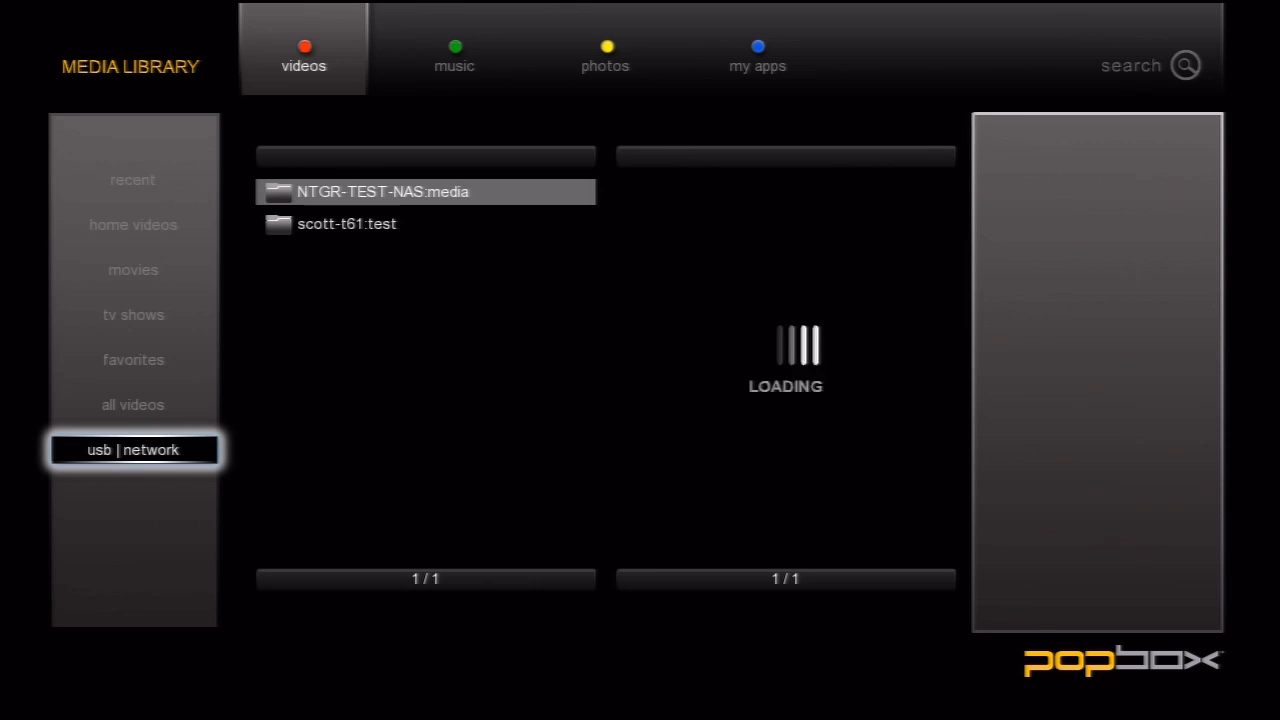 MEDIA LIBRARY
videos
music
photos
my apps
search
recent
home videos
movies
tv shows
favorites
all videos
usb | network
NTGR-TEST-NAS:media
scott-t61:test
LOADING
1 / 1
1 / 1
popbox